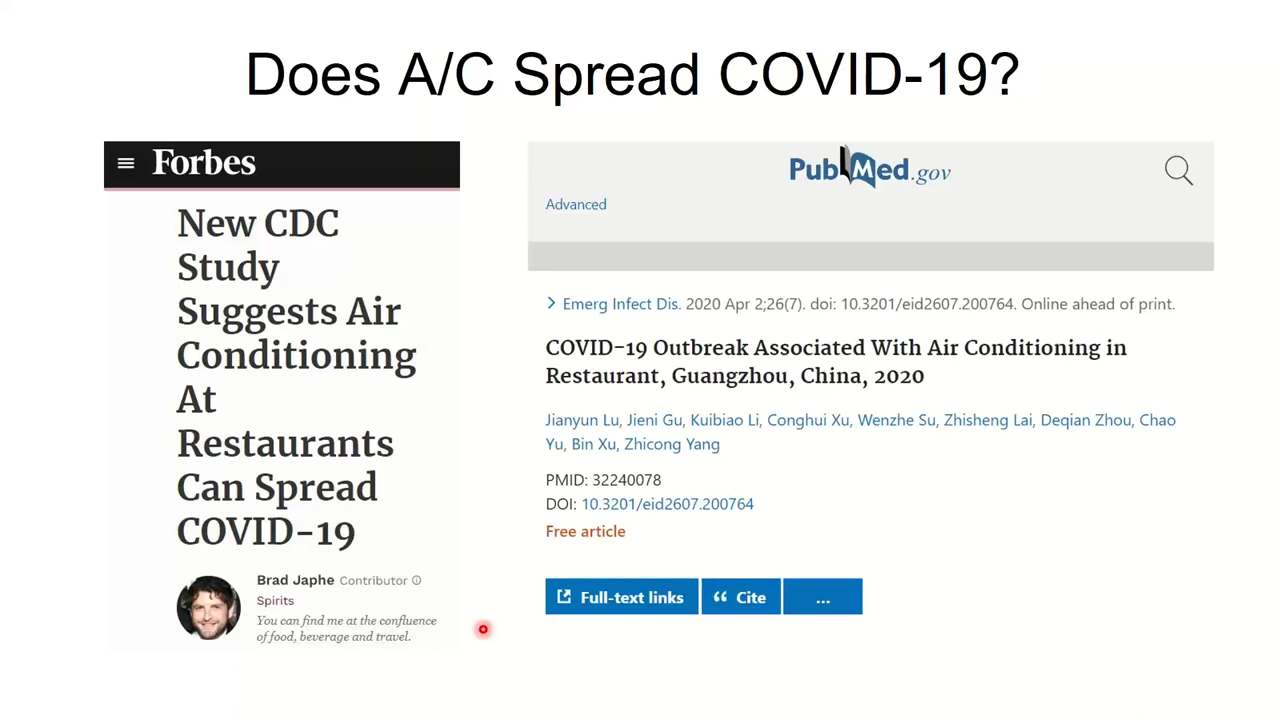 Does A/C Spread COVID-19?
Forbes
New CDC
Study
Suggests Air
Conditioning
At
Restaurants
Can Spread
COVID-19
Brad Japhe Contributor
Spirits
You can find me at the confluence
of food, beverage and travel.
PubMed.gov
Advanced
Emerg Infect Dis. 2020 Apr 2;26(7). doi: 10.3201/eid2607.200764. Online ahead of print.
COVID-19 Outbreak Associated With Air Conditioning in
Restaurant, Guangzhou, China, 2020
Jianyun Lu, Jieni Gu, Kuibiao Li, Conghui Xu, Wenzhe Su, Zhisheng Lai, Deqian Zhou, Chao
Yu, Bin Xu, Zhicong Yang
PMID: 32240078
DOI: 10.3201/eid2607.200764
Free article
Full-text links
“ Cite
...